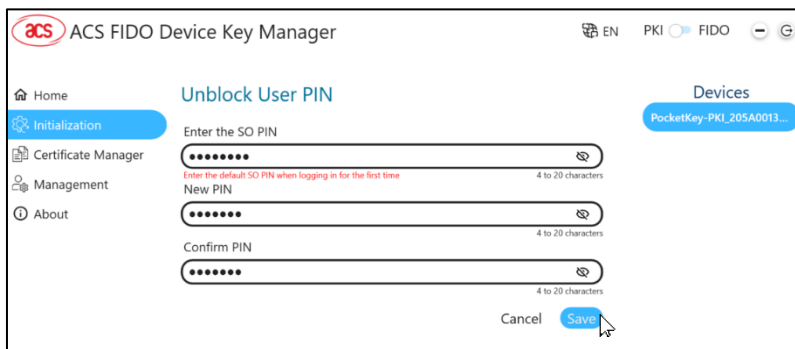 acs ACS FIDO Device Key Manager EN PKI FIDO
Home
Initialization
Certificate Manager
Management
About
Unblock User PIN
Enter the SO PIN
••••••••
Enter the default SO PIN when logging in for the first time 4 to 20 characters
New PIN
•••••••
4 to 20 characters
Confirm PIN
•••••••
4 to 20 characters
Cancel Save
Devices
PocketKey-PKI_205A0013...